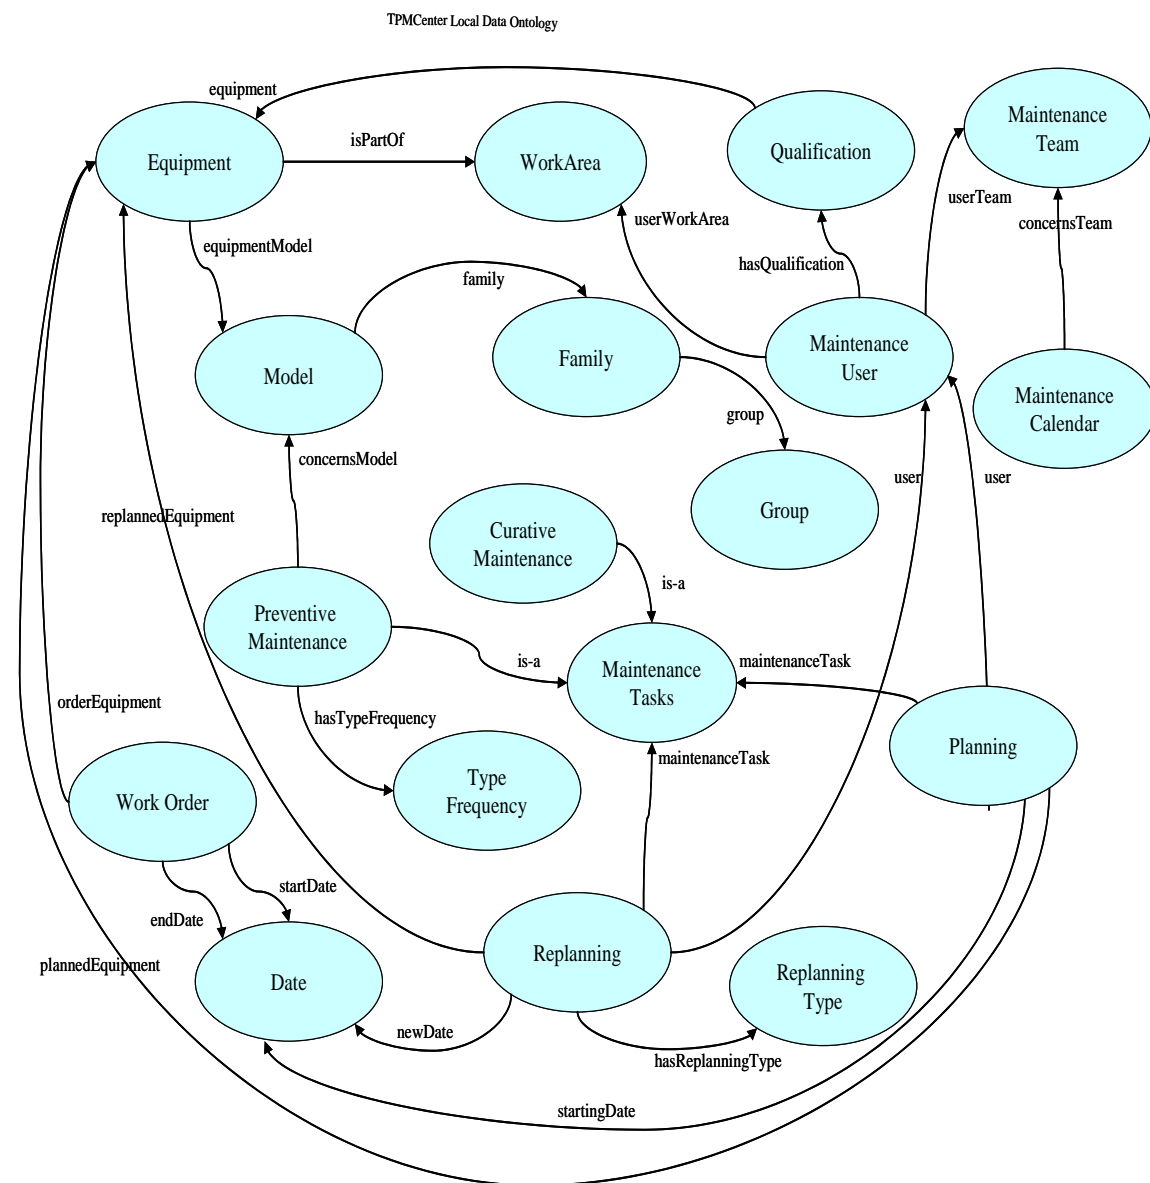 TPMCenter Local Data Ontology
equipment
Equipment
isPartOf
WorkArea
Qualification
Maintenance
Team
userWorkArea
userTeam
concernsTeam
equipmentModel
hasQualification
family
Model
Family
Maintenance
User
Maintenance
Calendar
group
concernsModel
replannedEquipment
Curative
Maintenance
Group
user
user
is-a
Preventive
Maintenance
is-a
Maintenance
Tasks
maintenanceTask
orderEquipment
hasTypeFrequency
maintenanceTask
Planning
Work Order
Type
Frequency
startDate
endDate
plannedEquipment
Date
Replanning
Replanning
Type
newDate
hasReplanningType
startingDate